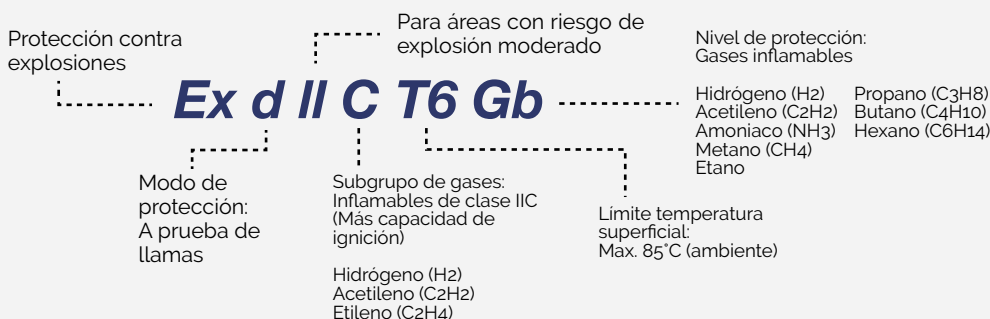 Protección contra
explosiones
Para áreas con riesgo de
explosión moderado
Ex d II C T6 Gb
Nivel de protección:
Gases inflamables
Hidrógeno (H2)
Acetileno (C2H2)
Amoniaco (NH3)
Metano (CH4)
Etano
Propano (C3H8)
Butano (C4H10)
Hexano (C6H14)
Modo de
protección:
A prueba de
llamas
Subgrupo de gases:
Inflamables de clase IIC
(Más capacidad de
ignición)
Hidrógeno (H2)
Acetileno (C2H2)
Etileno (C2H4)
Límite temperatura
superficial:
Max. 85°C (ambiente)